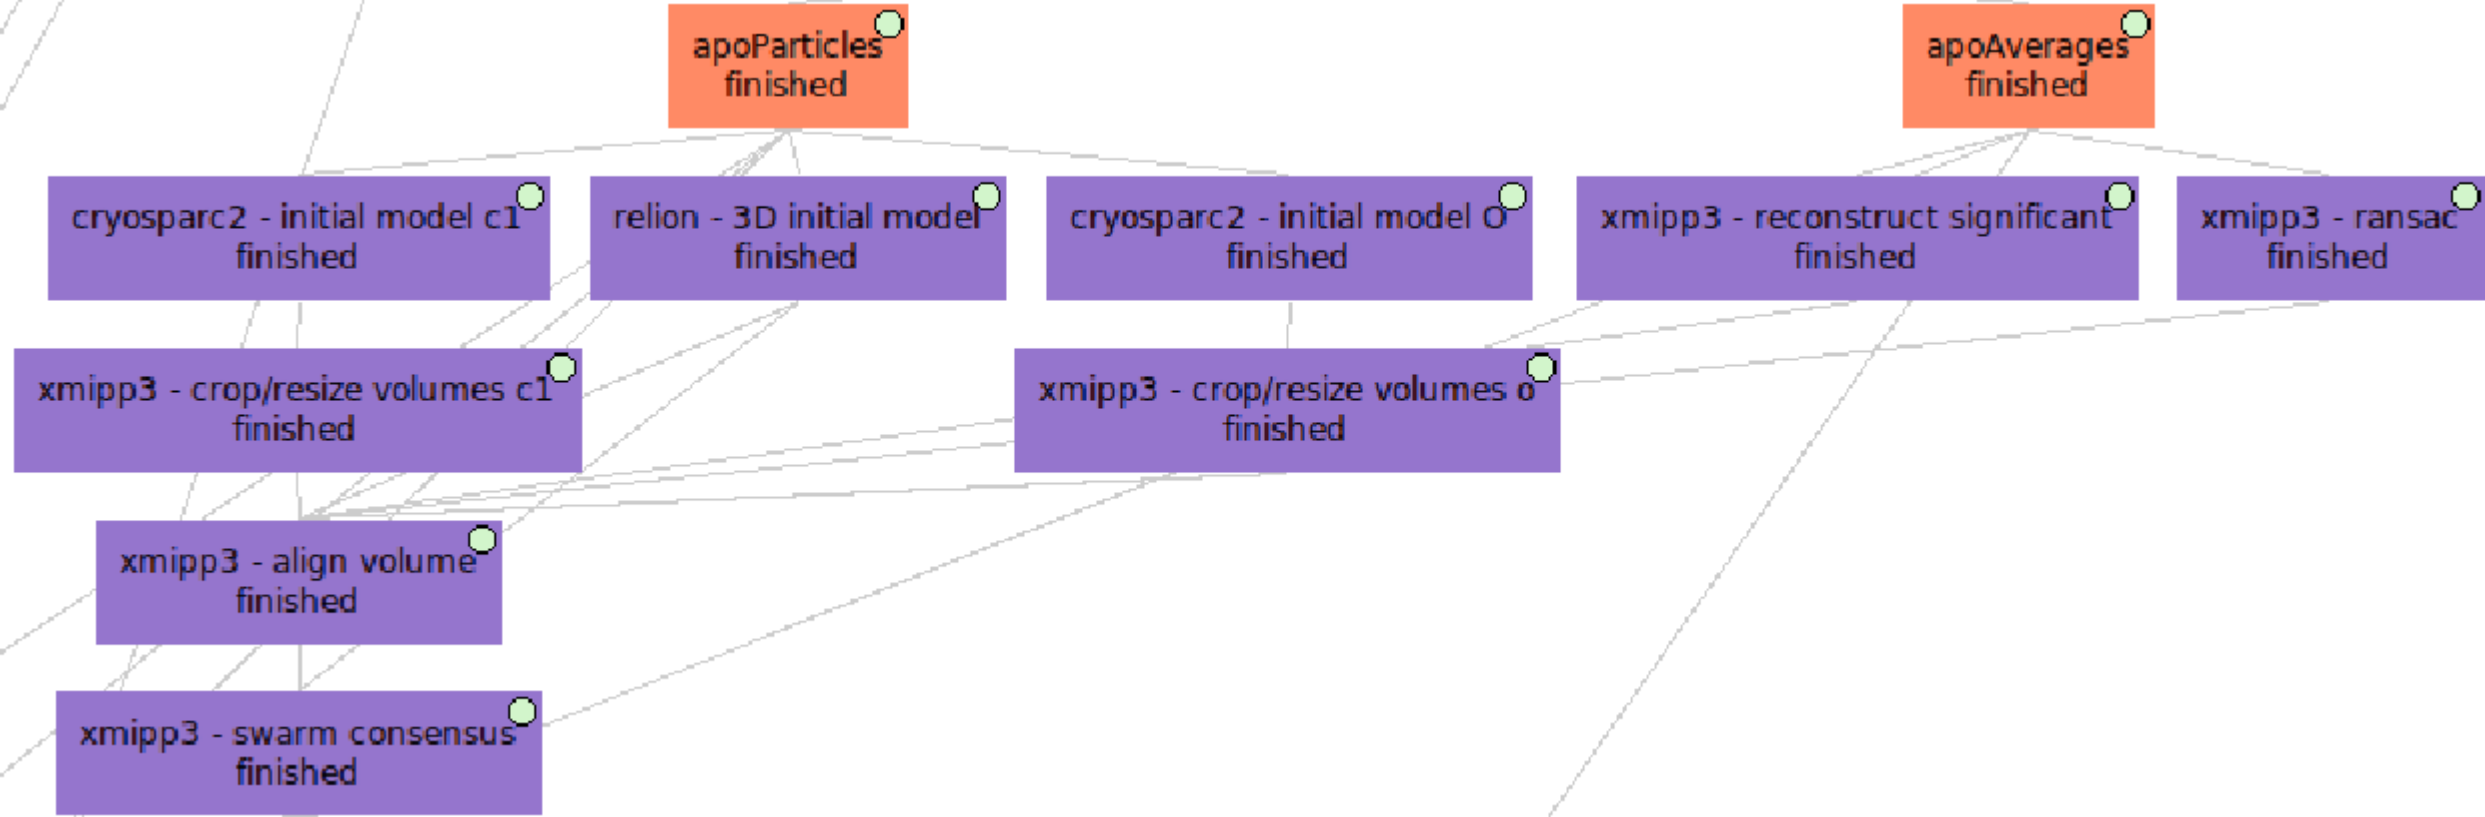 apoParticles
finished
apoAverages
finished
cryosparc2 - initial model c1
finished
relion - 3D initial model
finished
cryosparc2 - initial model O
finished
xmipp3 - reconstruct significant
finished
xmipp3 - ransac
finished
xmipp3 - crop/resize volumes c1
finished
xmipp3 - crop/resize volumes o
finished
xmipp3 - align volume
finished
xmipp3 - swarm consensus
finished